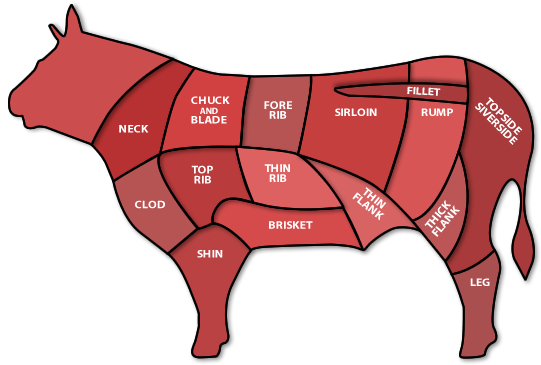 NECK
CHUCK
AND
BLADE
FORE
RIB
SIRLOIN
FILLET
RUMP
TOPSIDE
SIVERSIDE
CLOD
TOP
RIB
THIN
RIB
THIN
FLANK
THICK
FLANK
BRISKET
SHIN
LEG